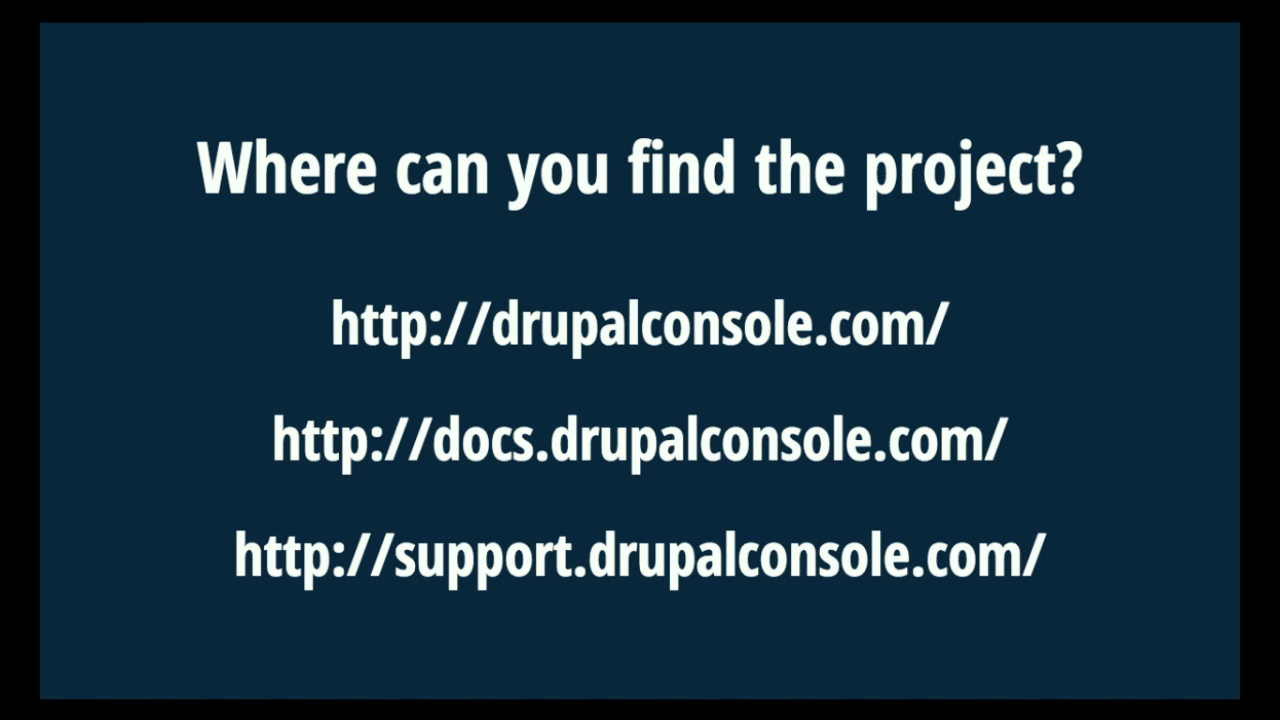 Where can you find the project?
http://drupalconsole.com/
http://docs.drupalconsole.com/
http://support.drupalconsole.com/